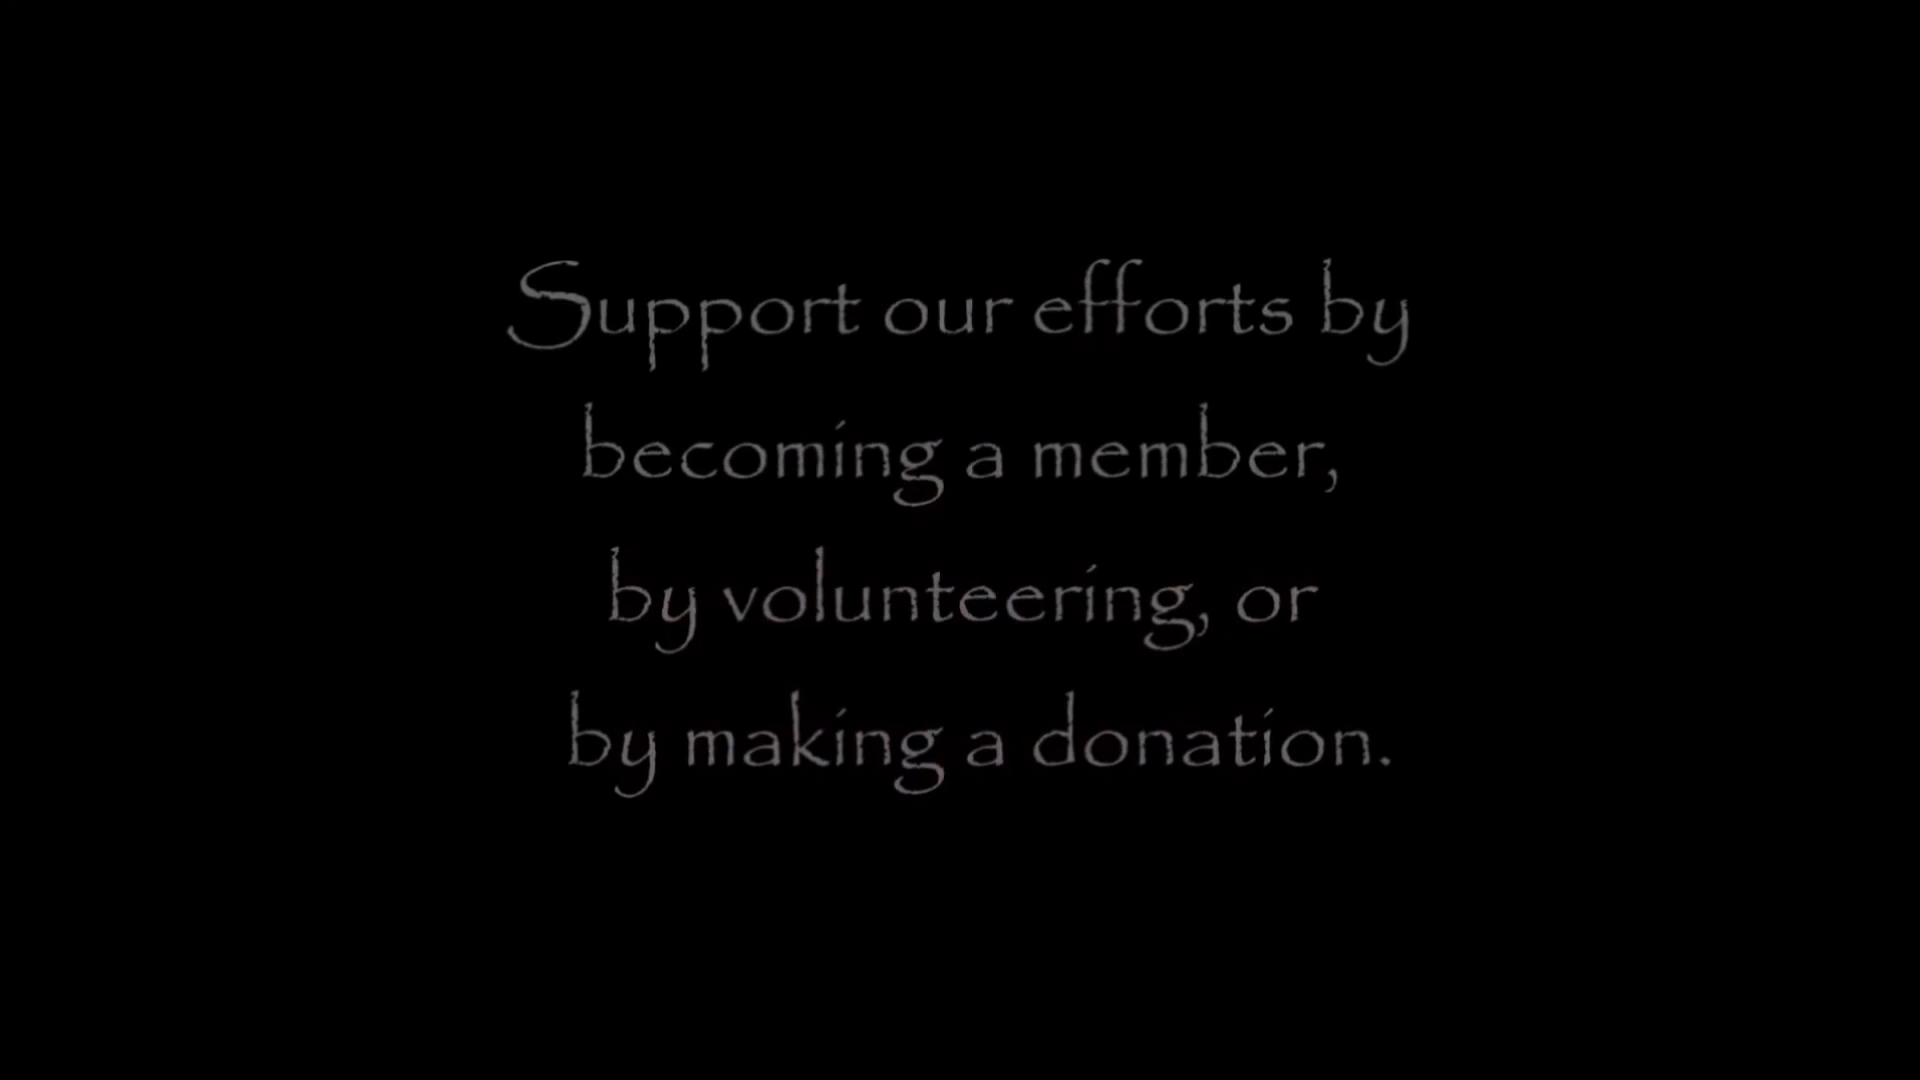 Support our efforts by
becoming a member,
by volunteering, or
by making a donation.